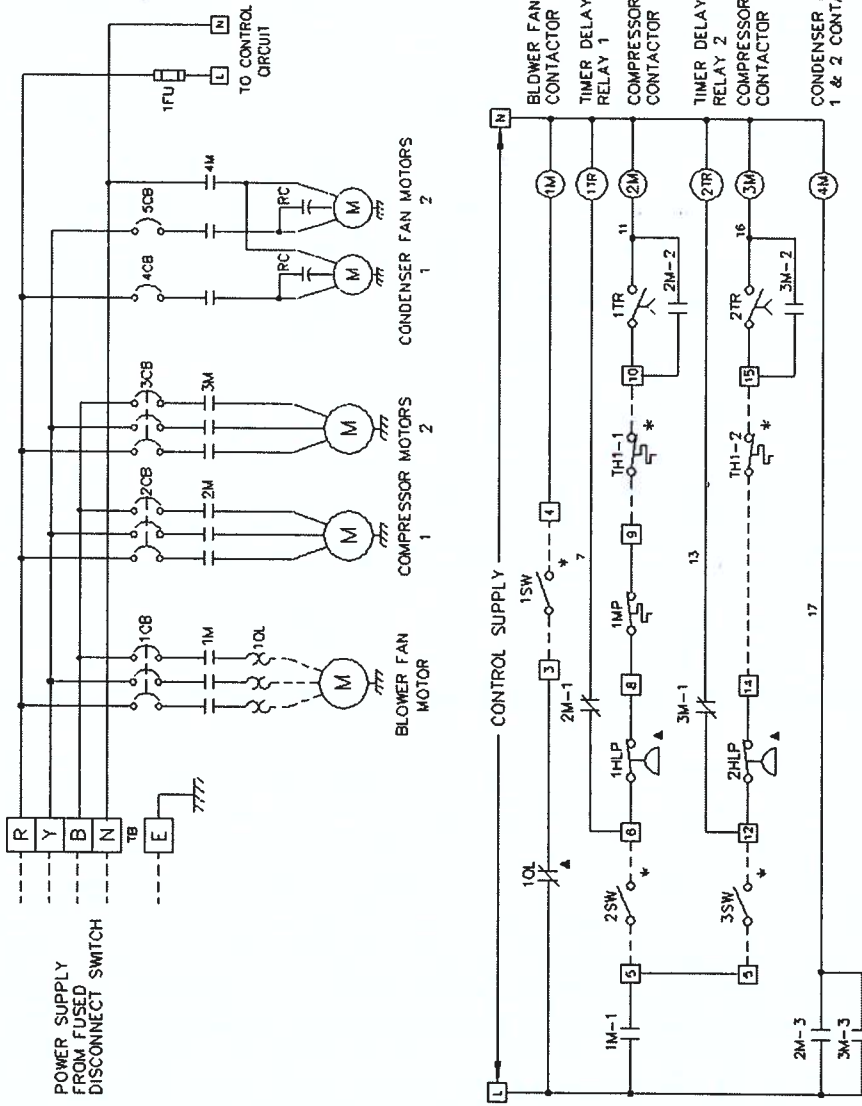 POWER SUPPLY
FROM FUSED
DISCONNECT SWITCH
R
Y
B
N
TB
E
1CB
1M
1OL
M
BLOWER FAN
MOTOR
2CB
2M
M
1
3CB
3M
M
2
COMPRESSOR MOTORS
4CB
5CB
4M
RC
RC
M
M
1
2
CONDENSER FAN MOTORS
1FU
L
N
TO CONTROL
CIRCUIT
L
CONTROL SUPPLY
N
1OL
▲
3
1SW
*
4
1M
BLOWER FAN
CONTACTOR
2M-1
7
1TR
TIMER DELAY
RELAY 1
1M-1
5
2SW
*
6
1HLP
▲
8
1MP
9
TH1-1
*
10
1TR
11
2M
COMPRESSOR
CONTACTOR
2M-2
3M-1
13
2TR
TIMER DELAY
RELAY 2
5
3SW
*
12
2HLP
▲
14
TH1-2
*
15
2TR
16
3M
COMPRESSOR
CONTACTOR
3M-2
2M-3
17
4M
CONDENSER
1 & 2 CONTA
3M-3